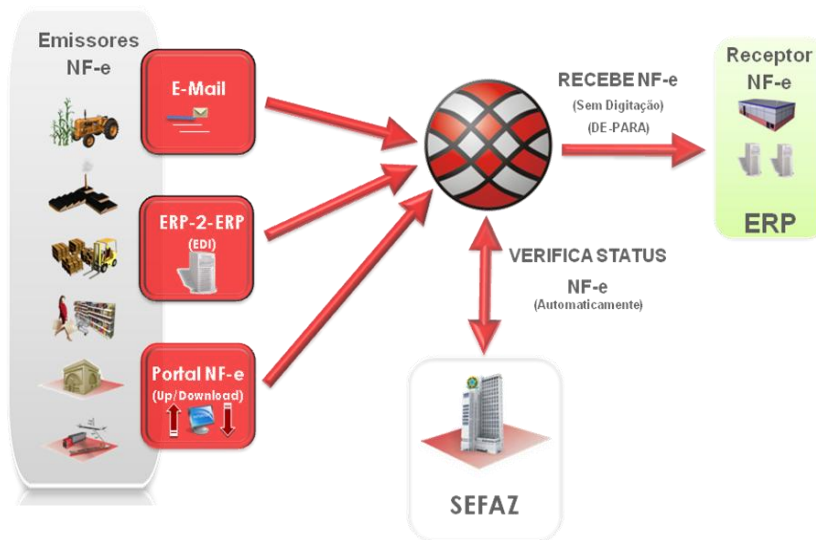 Emissores
NF-e
E-Mail
ERP-2-ERP
(EDI)
Portal NF-e
(Up/Download)
RECEBE NF-e
(Sem Digitação)
(DE-PARA)
VERIFICA STATUS
NF-e
(Automaticamente)
SEFAZ
Receptor
NF-e
ERP